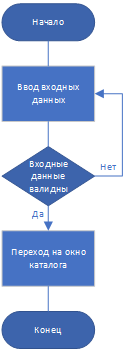 Начало
Ввод входных
данных
Входные
данные
валидны
Нет
Да
Переход на окно
каталога
Конец